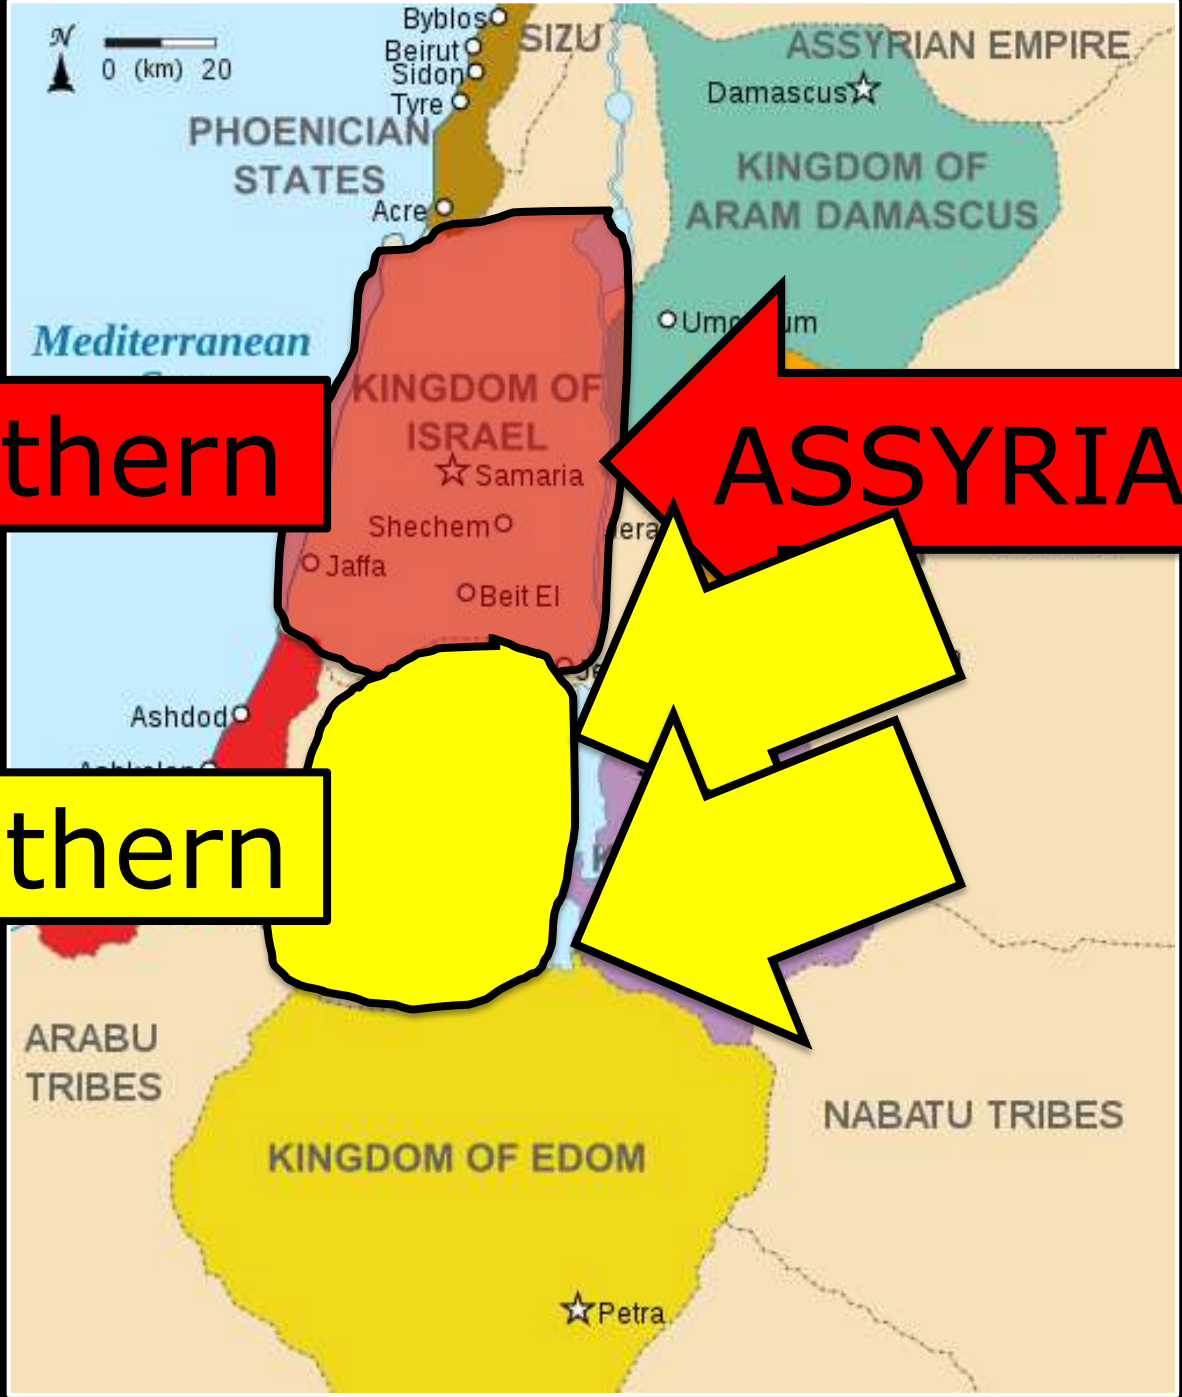 N
0 (km) 20
Byblos
Beirut
Sidon
Tyre
SIZU
ASSYRIAN EMPIRE
Damascus
PHOENICIAN
STATES
KINGDOM OF
ARAM DAMASCUS
Acre
Mediterranean
KINGDOM OF
ISRAEL
Samaria
Shechem
Jaffa
Beit El
thern
ASSYRIA
Ashdod
thern
ARABU
TRIBES
NABATU TRIBES
KINGDOM OF EDOM
Petra